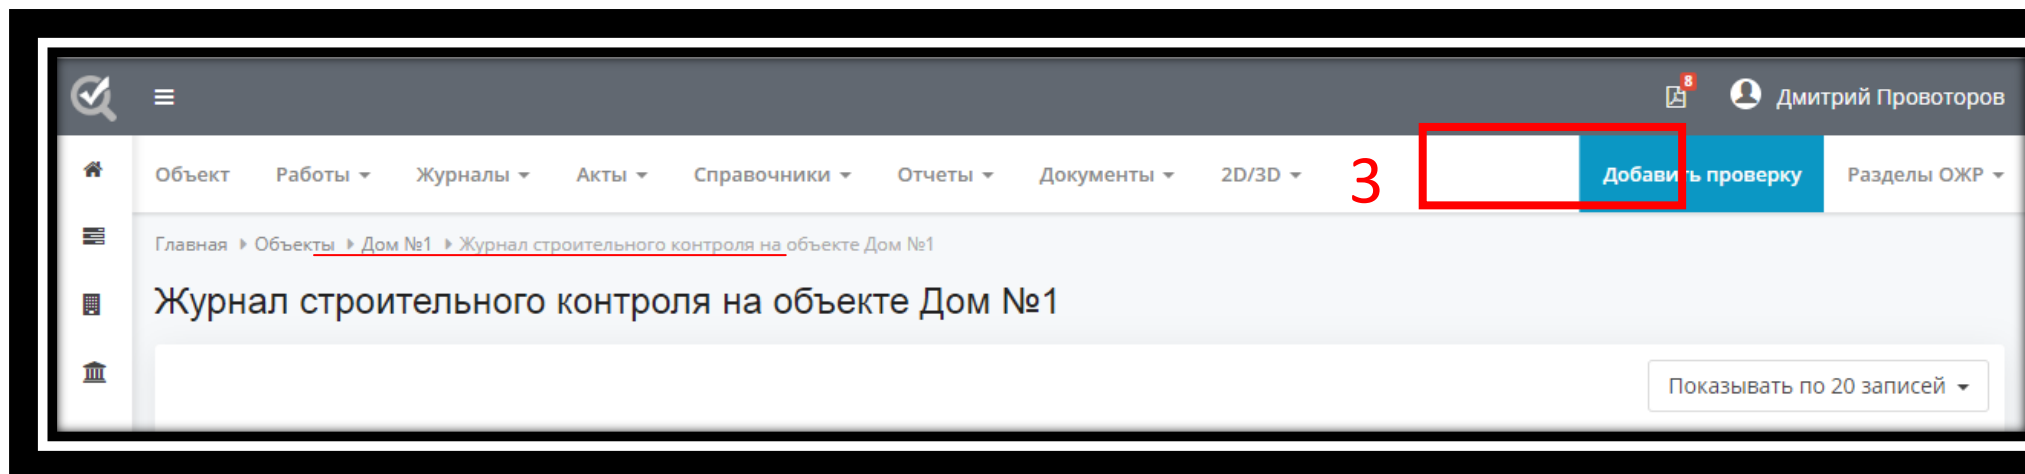 8
Дмитрий Провоторов
Объект Работы Журналы Акты Справочники Отчеты Документы 2D/3D 3 Добавить проверку Разделы ОЖР
Главная Объекты Дом №1 Журнал строительного контроля на объекте Дом №1
Журнал строительного контроля на объекте Дом №1
Показывать по 20 записей